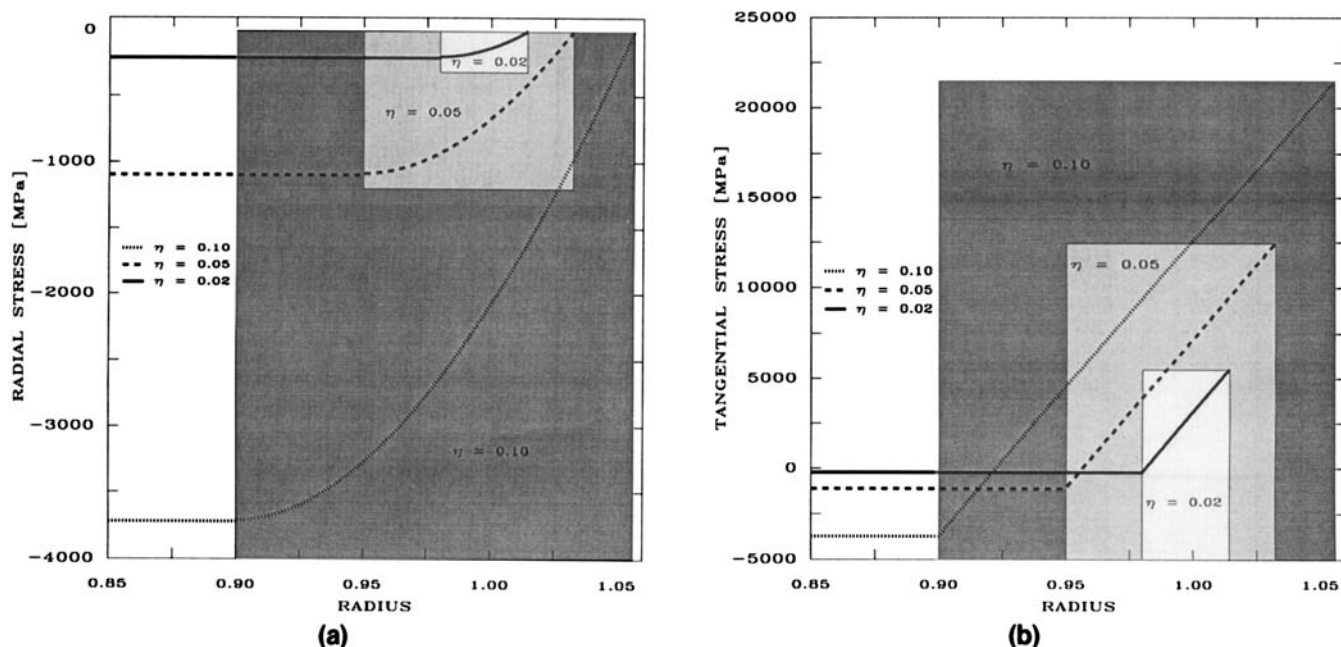 0
-1000
-2000
-3000
-4000
RADIAL STRESS [MPa]
η = 0.02
η = 0.05
η = 0.10
η = 0.10
η = 0.05
η = 0.02
0.85
0.90
0.95
1.00
1.05
RADIUS
(a)
25000
20000
15000
10000
5000
0
-5000
TANGENTIAL STRESS [MPa]
η = 0.10
η = 0.05
η = 0.10
η = 0.05
η = 0.02
η = 0.02
0.85
0.90
0.95
1.00
1.05
RADIUS
(b)